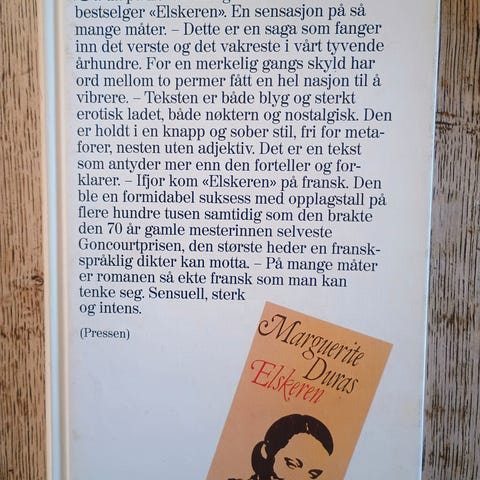 bestselger «Elskeren». En sensasjon på så
mange måter. – Dette er en saga som fanger
inn det verste og det vakreste i vårt tyvende
århundre. For en merkelig gangs skyld har
ord mellom to permer fått en hel nasjon til å
vibrere. – Teksten er både blyg og sterkt
erotisk ladet, både nøktern og nostalgisk. Den
er holdt i en knapp og sober stil, fri for meta-
forer, nesten uten adjektiv. Det er en tekst
som antyder mer enn den forteller og for-
klarer. – Ifjor kom «Elskeren» på fransk. Den
ble en formidabel suksess med opplagstall på
flere hundre tusen samtidig som den brakte
den 70 år gamle mesterinnen selveste
Goncourtprisen, den største heder en fransk-
språklig dikter kan motta. – På mange måter
er romanen så ekte fransk som man kan
tenke seg. Sensuell, sterk
og intens.
(Pressen)
Marguerite
Duras
Elskeren